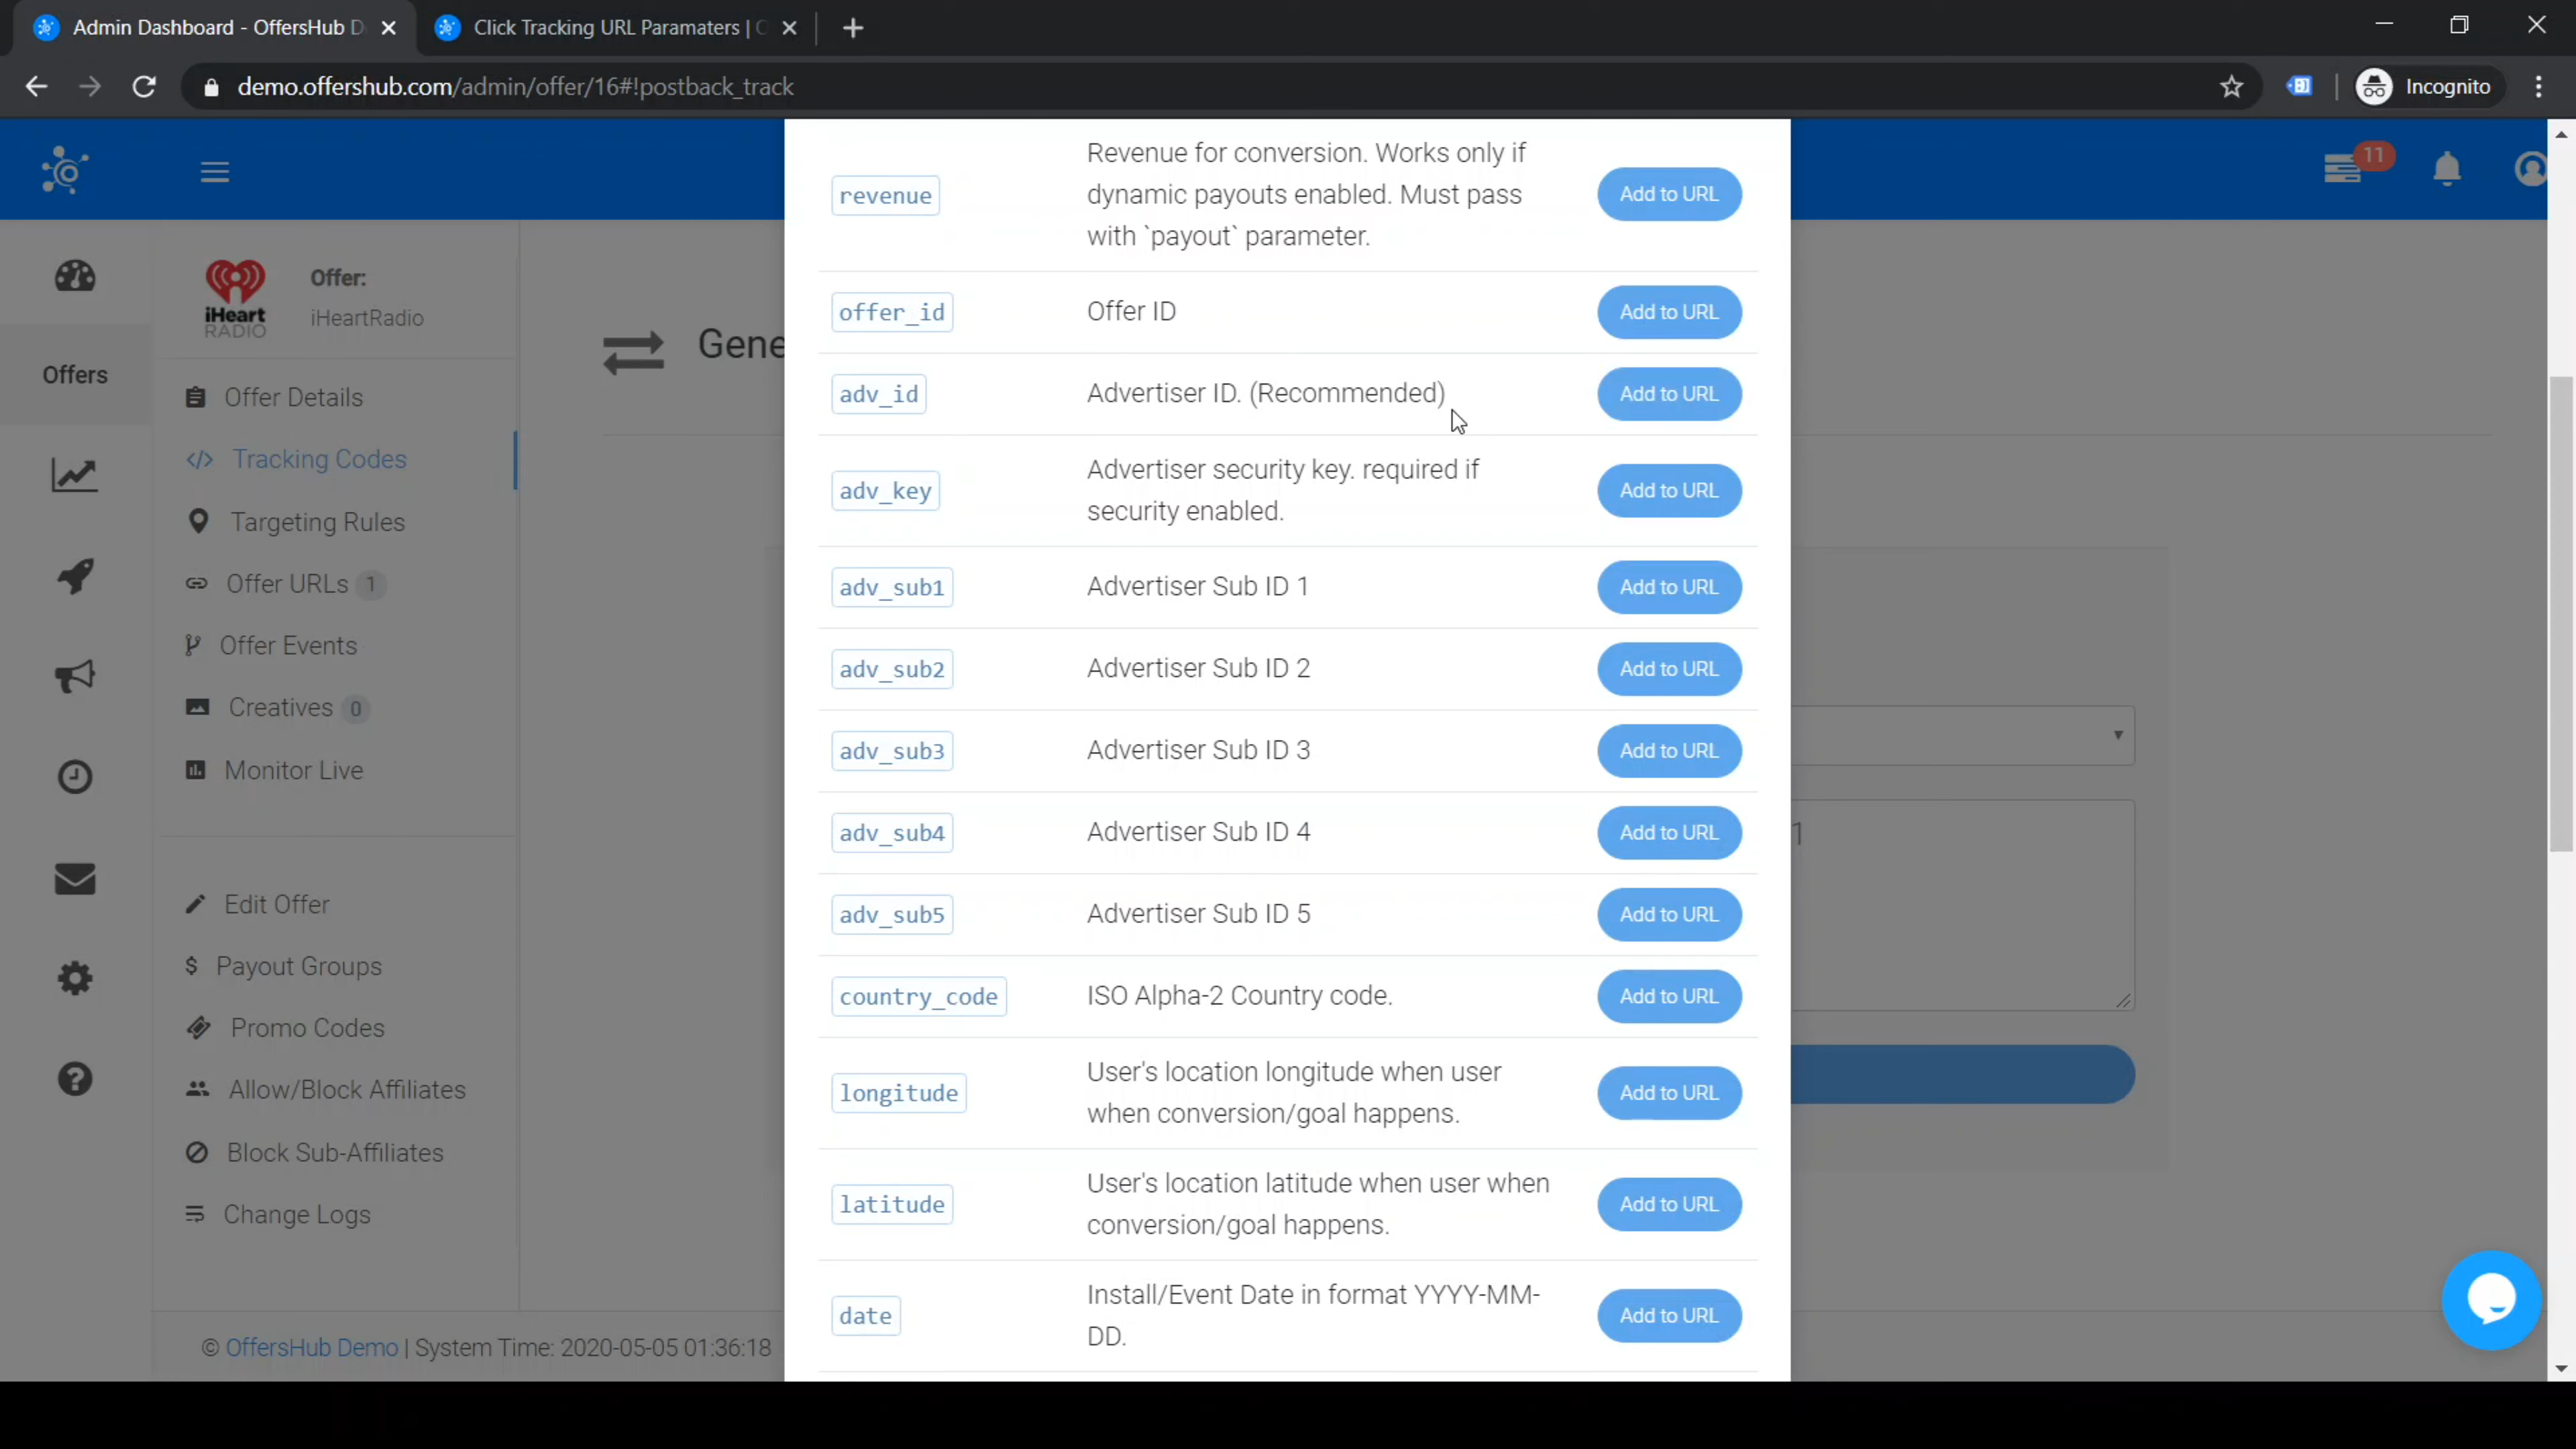 Admin Dashboard - OffersHub D
Click Tracking URL Paramaters |
demo.offershub.com/admin/offer/16#!postback_track
Incognito
11
Offer:
iHeartRadio
iHeart
RADIO
Offers
Offer Details
Tracking Codes
Targeting Rules
Offer URLs 1
Offer Events
Creatives 0
Monitor Live
Edit Offer
Payout Groups
Promo Codes
Allow/Block Affiliates
Block Sub-Affiliates
Change Logs
© OffersHub Demo | System Time: 2020-05-05 01:36:18
Gene
revenue
Revenue for conversion. Works only if
dynamic payouts enabled. Must pass
with `payout` parameter.
Add to URL
offer_id
Offer ID
Add to URL
adv_id
Advertiser ID. (Recommended)
Add to URL
adv_key
Advertiser security key. required if
security enabled.
Add to URL
adv_sub1
Advertiser Sub ID 1
Add to URL
adv_sub2
Advertiser Sub ID 2
Add to URL
adv_sub3
Advertiser Sub ID 3
Add to URL
adv_sub4
Advertiser Sub ID 4
Add to URL
adv_sub5
Advertiser Sub ID 5
Add to URL
country_code
ISO Alpha-2 Country code.
Add to URL
longitude
User's location longitude when user
when conversion/goal happens.
Add to URL
latitude
User's location latitude when user when
conversion/goal happens.
Add to URL
date
Install/Event Date in format YYYY-MM-
DD.
Add to URL
1